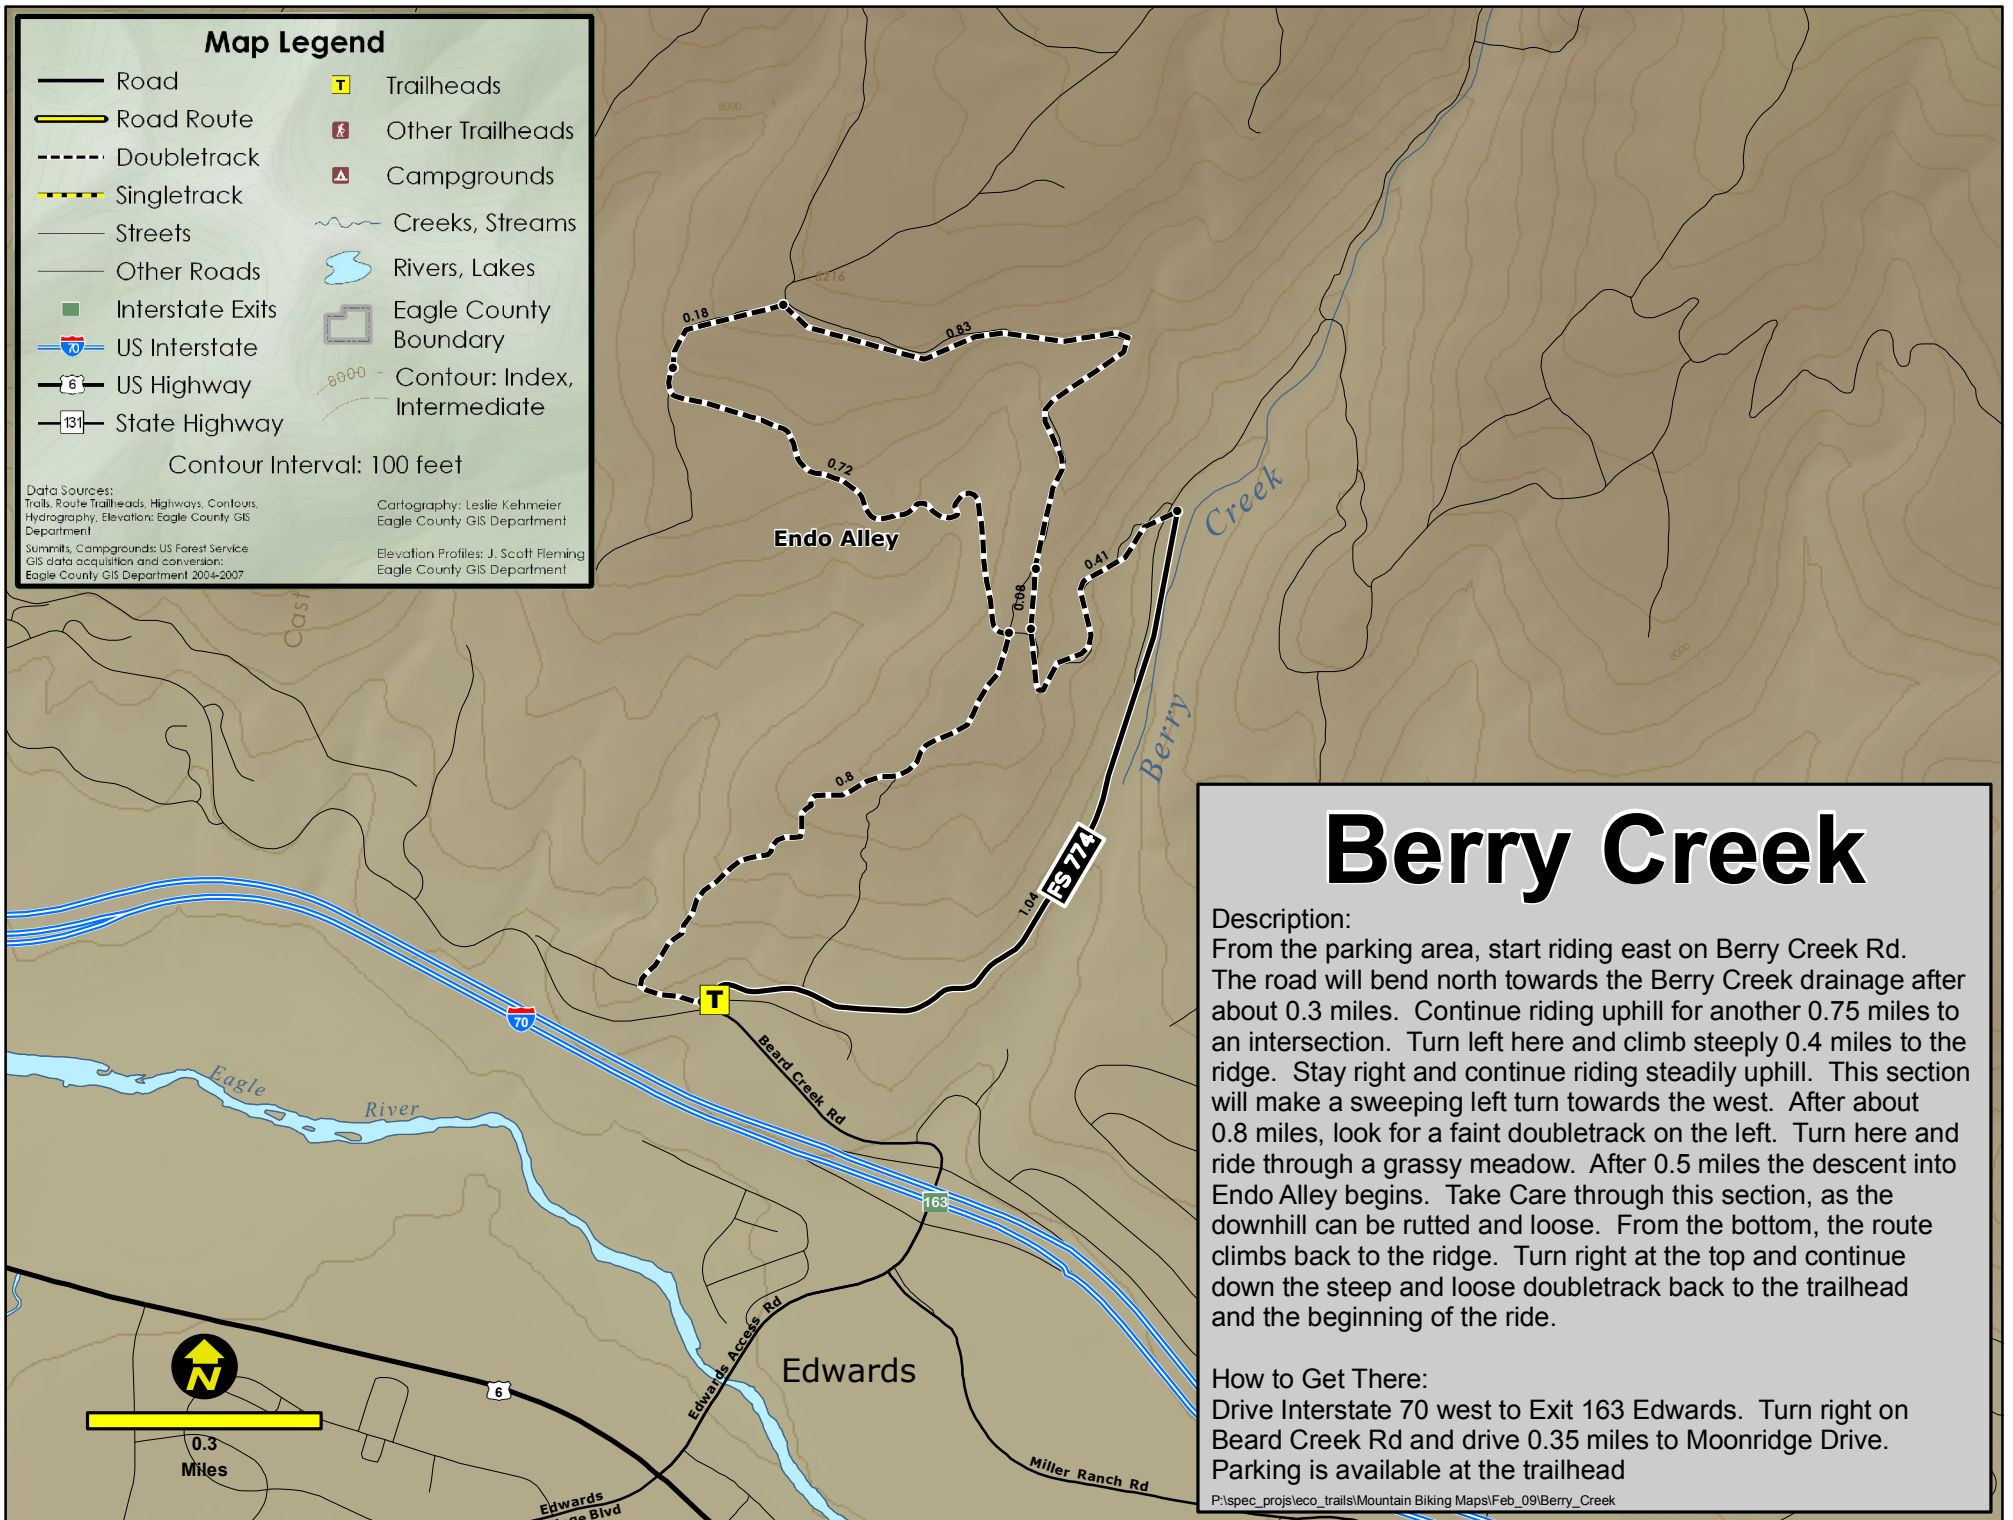 Map Legend
Road
Road Route
Doubletrack
Singletrack
Streets
Other Roads
Interstate Exits
70
US Interstate
6
US Highway
131
State Highway
T
Trailheads
Other Trailheads
Campgrounds
Creeks, Streams
Rivers, Lakes
Eagle County
Boundary
8000
Contour: Index,
Intermediate
Contour Interval: 100 feet
Data Sources:
Trails, Route Trailheads, Highways, Contours,
Hydrography, Elevation: Eagle County GIS
Department
Summits, Campgrounds: US Forest Service
GIS data acquisition and conversion:
Eagle County GIS Department 2004-2007
Cartography: Leslie Kehmeier
Eagle County GIS Department
Elevation Profiles: J. Scott Fleming
Eagle County GIS Department
8000
8216
0.18
0.83
0.72
Endo Alley
0.41
0.08
Creek
Berry
Cast
8000
0.8
FS 774
1.04
T
70
Beard Creek Rd
Eagle
River
163
Edwards Access Rd
Edwards
6
N
0.3
Miles
Miller Ranch Rd
Edwards
ge Blvd
Berry Creek
Description:
From the parking area, start riding east on Berry Creek Rd.
The road will bend north towards the Berry Creek drainage after
about 0.3 miles.  Continue riding uphill for another 0.75 miles to
an intersection.  Turn left here and climb steeply 0.4 miles to the
ridge.  Stay right and continue riding steadily uphill.  This section
will make a sweeping left turn towards the west.  After about
0.8 miles, look for a faint doubletrack on the left.  Turn here and
ride through a grassy meadow.  After 0.5 miles the descent into
Endo Alley begins.  Take Care through this section, as the
downhill can be rutted and loose.  From the bottom, the route
climbs back to the ridge.  Turn right at the top and continue
down the steep and loose doubletrack back to the trailhead
and the beginning of the ride.
How to Get There:
Drive Interstate 70 west to Exit 163 Edwards.  Turn right on
Beard Creek Rd and drive 0.35 miles to Moonridge Drive.
Parking is available at the trailhead
P:\spec_projs\eco_trails\Mountain Biking Maps\Feb_09\Berry_Creek